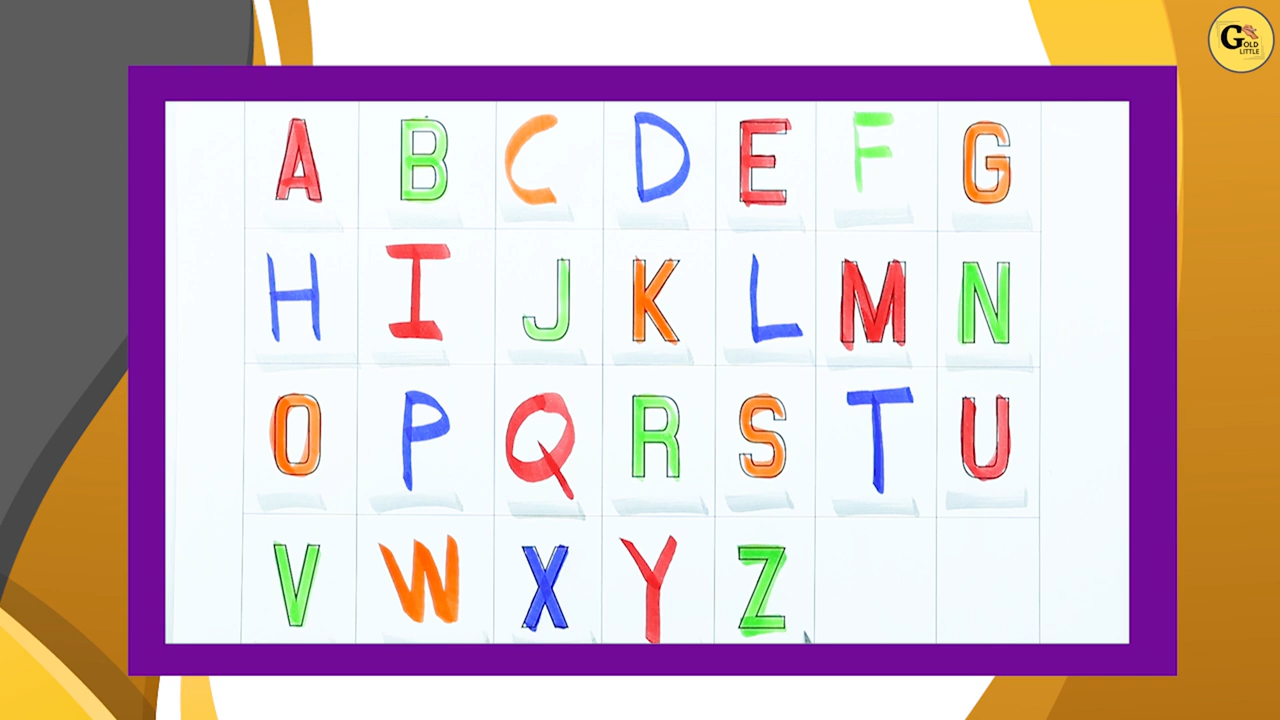 GOLD
LITTLE
A B C D E F G
H I J K L M N
O P Q R S T U
V W X Y Z